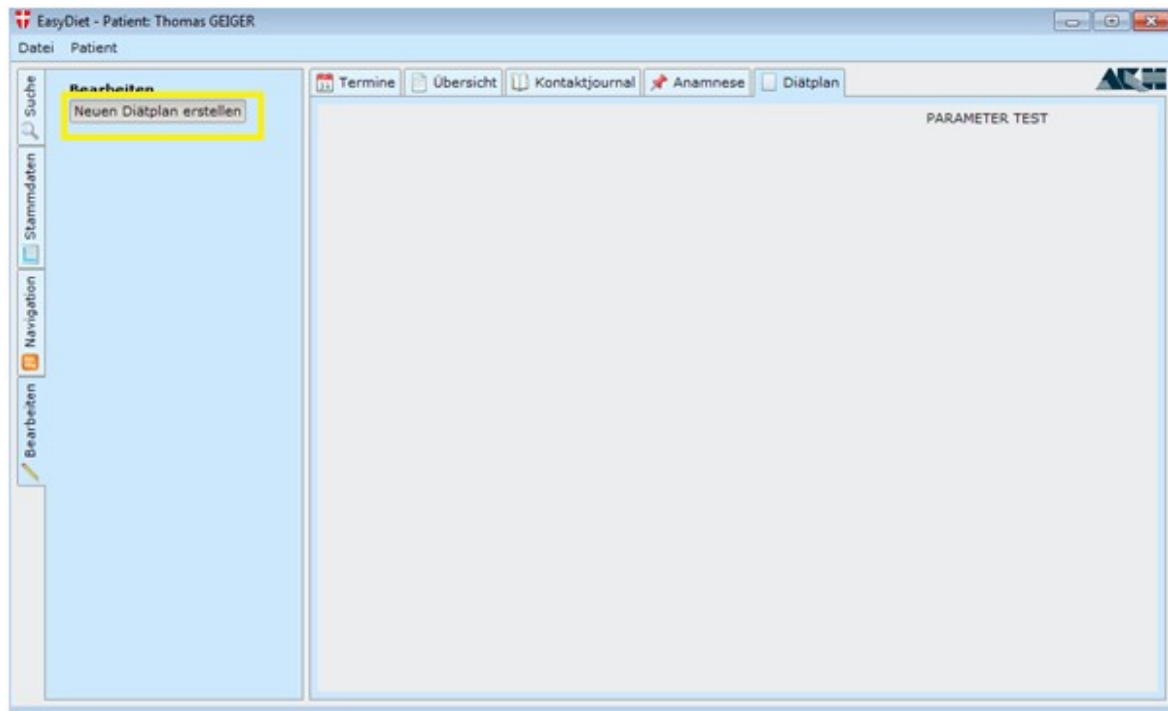 EasyDiet - Patient: Thomas GEIGER
Datei Patient
Suche
Stammdaten
Navigation
Bearbeiten
Bearbeiten
Neuen Diätplan erstellen
Termine Übersicht Kontaktjournal Anamnese Diätplan
PARAMETER TEST